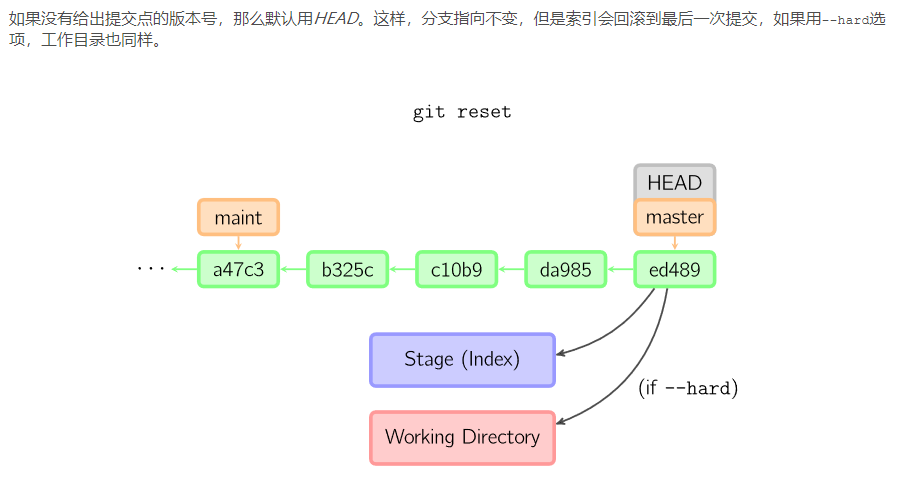 如果没有给出提交点的版本号，那么默认用HEAD。这样，分支指向不变，但是索引会回滚到最后一次提交，如果用--hard选
项，工作目录也同样。
git reset
HEAD
maint
master
...
a47c3
b325c
c10b9
da985
ed489
Stage (Index)
(if --hard)
Working Directory